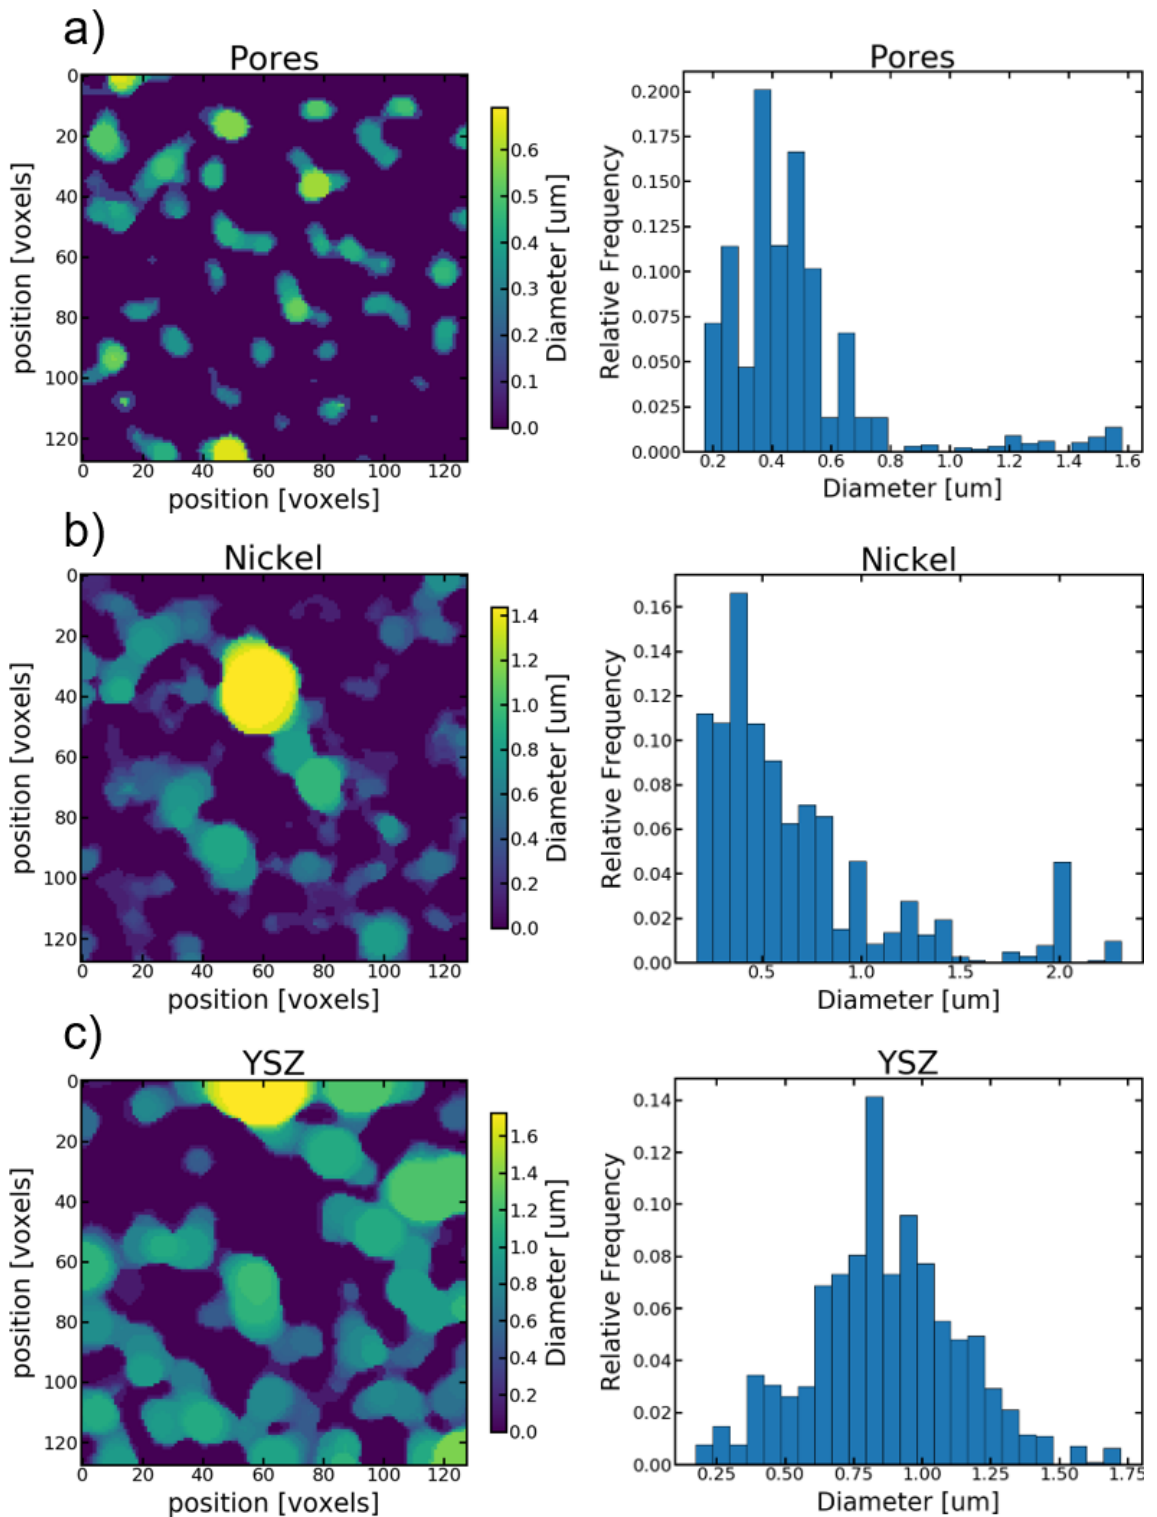 a)
Pores
0
20
40
60
80
100
120
position [voxels]
0 20 40 60 80 100 120
position [voxels]
0.6
0.5
0.4
0.3
0.2
0.1
0.0
Diameter [um]
Pores
0.200
0.175
0.150
0.125
0.100
0.075
0.050
0.025
0.000
Relative Frequency
0.2 0.4 0.6 0.8 1.0 1.2 1.4 1.6
Diameter [um]
b)
Nickel
0
20
40
60
80
100
120
position [voxels]
0 20 40 60 80 100 120
position [voxels]
1.4
1.2
1.0
0.8
0.6
0.4
0.2
0.0
Diameter [um]
Nickel
0.16
0.14
0.12
0.10
0.08
0.06
0.04
0.02
0.00
Relative Frequency
0.5 1.0 1.5 2.0
Diameter [um]
c)
YSZ
0
20
40
60
80
100
120
position [voxels]
0 20 40 60 80 100 120
position [voxels]
1.6
1.4
1.2
1.0
0.8
0.6
0.4
0.2
0.0
Diameter [um]
YSZ
0.14
0.12
0.10
0.08
0.06
0.04
0.02
0.00
Relative Frequency
0.25 0.50 0.75 1.00 1.25 1.50 1.75
Diameter [um]